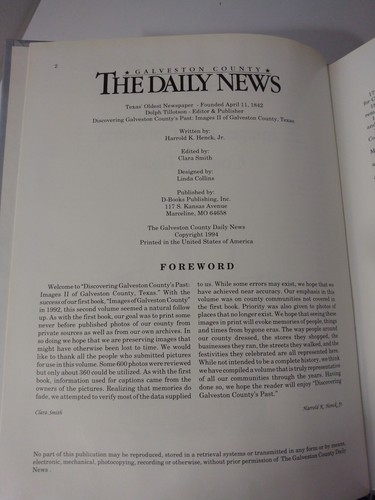 2
GALVESTON COUNTY
THE DAILY NEWS
Texas' Oldest Newspaper - Founded April 11, 1842
Dolph Tillotson - Editor & Publisher
Discovering Galveston County's Past: Images II of Galveston County, Texas
Written by:
Harrold K. Honck, Jr.
Edited by:
Clara Smith
Designed by:
Linda Collins
Published by:
D-Books Publishing, Inc.
117 S. Kansas Avenue
Marceline, MO 64658
The Galveston County Daily News
Copyright 1994
Printed in the United States of America
FOREWORD
Welcome to "Discovering Galveston County's Past:
Images II of Galveston County, Texas." With the
success of our first book, "Images of Galveston County"
in 1992, this second volume seemed a natural follow
up. As with the first book, our goal was to print some
never before published photos of our county from
private sources as well as from our own archives. In
so doing we hope that we are preserving images that
might have otherwise been lost to time. We would
like to thank all the people who submitted pictures
for use in this volume. Some 600 photos were reviewed
but only about 360 could be utilized. As with the first
book, information used for captions came from the
owners of the pictures. Realizing that memories do
fade, we attempted to verify most of the data supplied
Clara Smith
to us. While some errors may exist, we hope that we
have achieved near accuracy. Our emphasis in this
volume was on county communities not covered in
the first book. Priority was also given to photos of
places that no longer exist. We hope that seeing these
images in print will evoke memories of people, things
and times from bygone eras. The way people around
our county dressed, the stores they shopped, the
businesses they ran, the streets they walked, and the
festivities they celebrated are all represented here.
While not intended to be a complete history, we think
we have compiled a volume that is truly representative
of all our communities through the years. Having
done so, we hope the reader will enjoy "Discovering
Galveston County's Past."
Harrold K. Honck, Jr.
No part of this publication may be reproduced, stored in a retrieval systems or transmitted in any form or by means,
electronic, mechanical, photocopying, recording or otherwise, without prior permission of The Galveston County Daily
News.